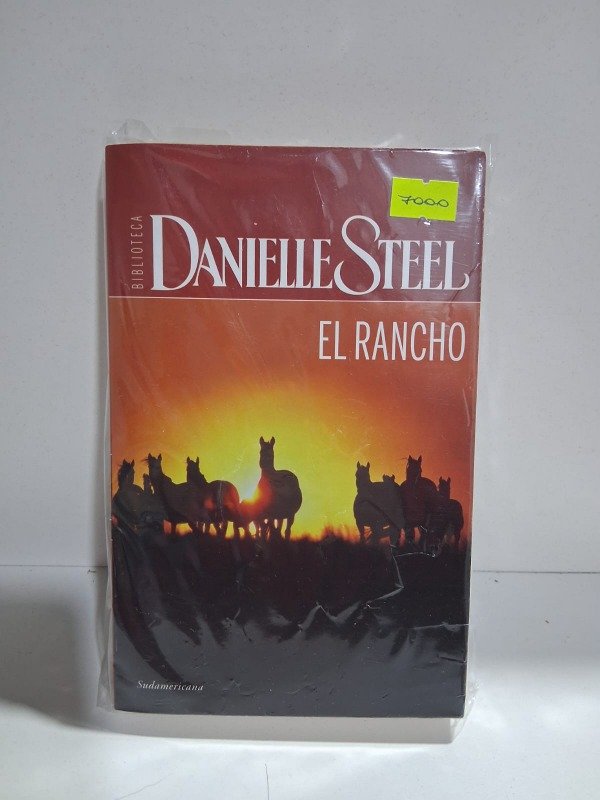 7000
BIBLIOTECA
DANIELLE STEEL
EL RANCHO
Sudamericana